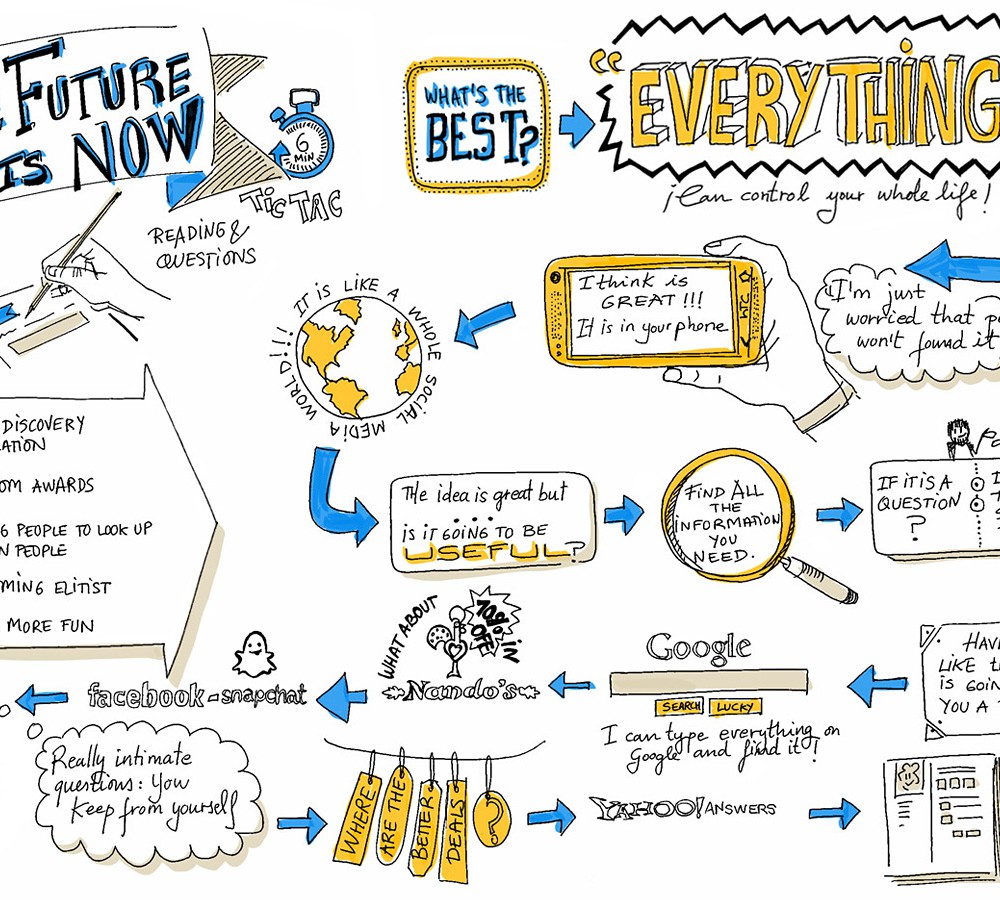 FUTURE
IS NOW
6
MIN
TIC TAC
READING &
QUESTIONS
WHAT'S THE
BEST?
"EVERYTHING
¡Can control your whole life!
I'm just
worried that p
won't found it
I think is
GREAT!!!
It is in your phone
HTC
IT IS LIKE A WHOLE SOCIAL MEDIA WORLD!!!
DISCOVERY
ATION
OM AWARDS
G PEOPLE TO LOOK UP
N PEOPLE
MING ELITIST
MORE FUN
The idea is great but
...
is it GOING TO BE
USEFUL?
FIND ALL
THE
INFORMATION
YOU
NEED.
IF IT IS A
QUESTION
?
HAV
LIKE T
IS GOIN
YOU A
Google
SEARCH LUCKY
I can type everything on
Google and find it!
WHAT ABOUT
70% OFF IN
Nando's
facebook - snapchat
Really intimate
questions: You
Keep from yourself
WHERE
ARE THE
BETTER
DEALS
?
YAHOO! ANSWERS